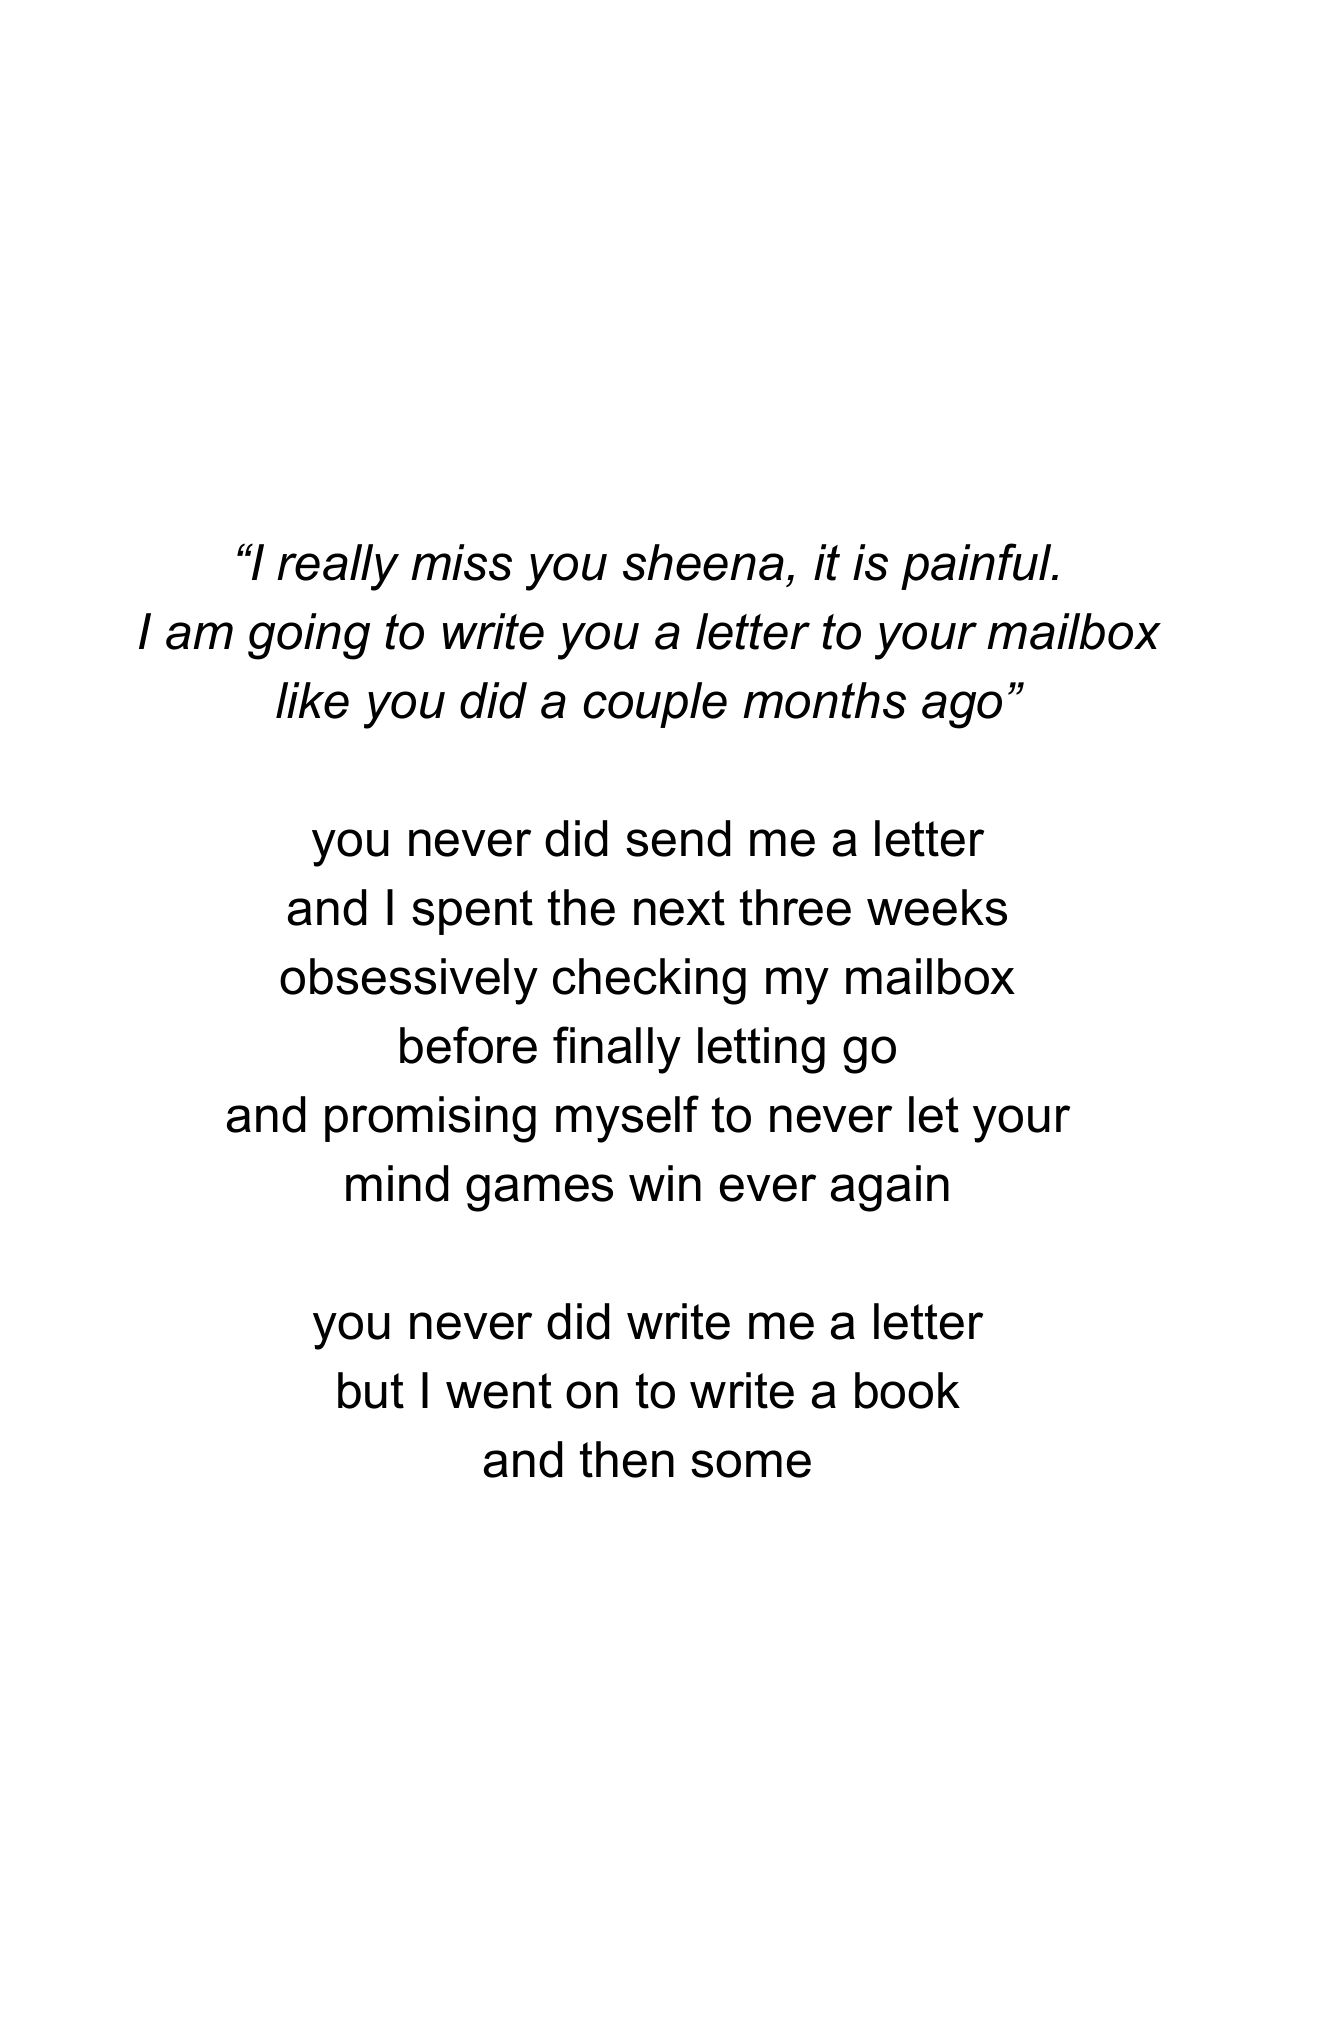 “I really miss you sheena, it is painful.
I am going to write you a letter to your mailbox
like you did a couple months ago”
you never did send me a letter
and I spent the next three weeks
obsessively checking my mailbox
before finally letting go
and promising myself to never let your
mind games win ever again
you never did write me a letter
but I went on to write a book
and then some